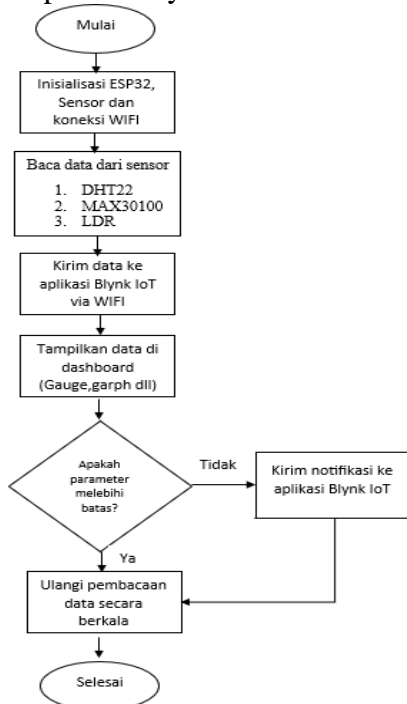 Mulai
Inisialisasi ESP32,
Sensor dan
koneksi WIFI
Baca data dari sensor
1. DHT22
2. MAX30100
3. LDR
Kirim data ke
aplikasi Blynk IoT
via WIFI
Tampilkan data di
dashboard
(Gauge,garph dll)
Apakah
parameter
melebihi
batas?
Tidak
Kirim notifikasi ke
aplikasi Blynk IoT
Ya
Ulangi pembacaan
data secara
berkala
Selesai